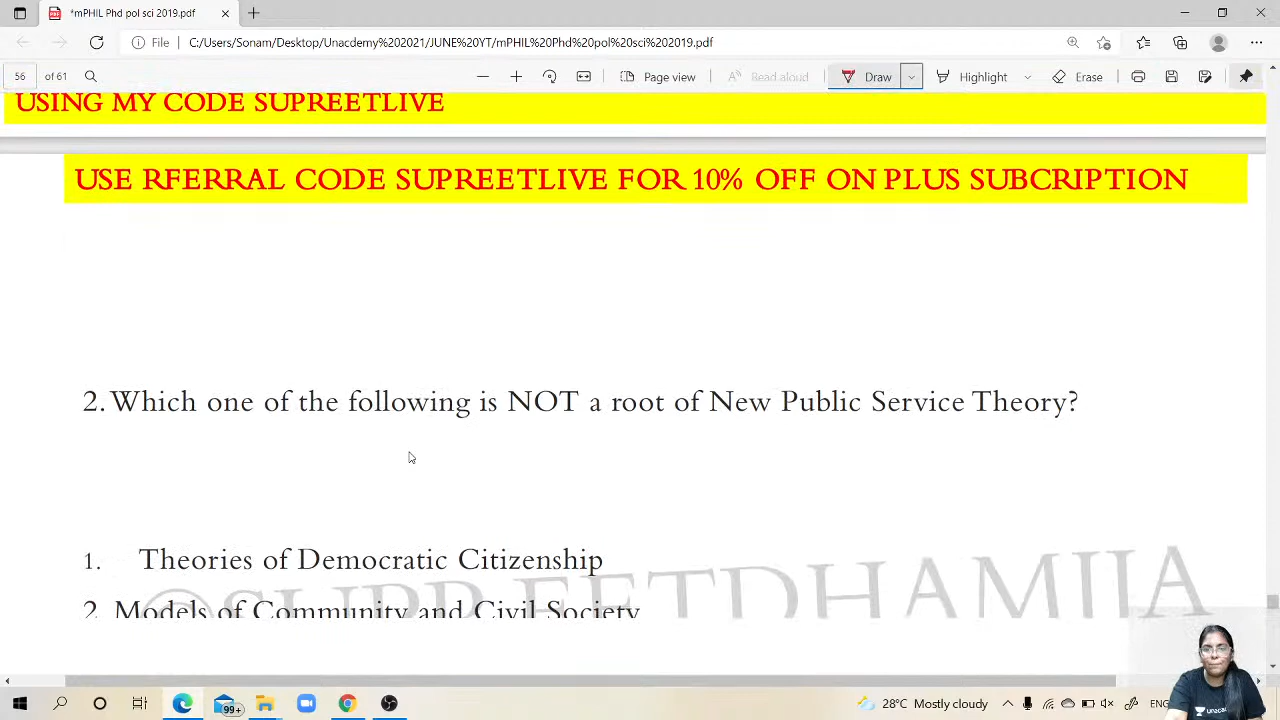 *mPHIL Phd pol sci 2019.pdf
File C:/Users/Sonam/Desktop/Unacdemy%202021/JUNE%20YT/mPHIL%20Phd%20pol%20sci%202019.pdf
56 of 61 Page view Read aloud Draw Highlight Erase
USING MY CODE SUPREETLIVE
USE RFERRAL CODE SUPREETLIVE FOR 10% OFF ON PLUS SUBCRIPTION
2. Which one of the following is NOT a root of New Public Service Theory?
1. Theories of Democratic Citizenship
2. Models of Community and Civil Society
@SUPREETDHAMIJA
99+ 28°C Mostly cloudy ENG